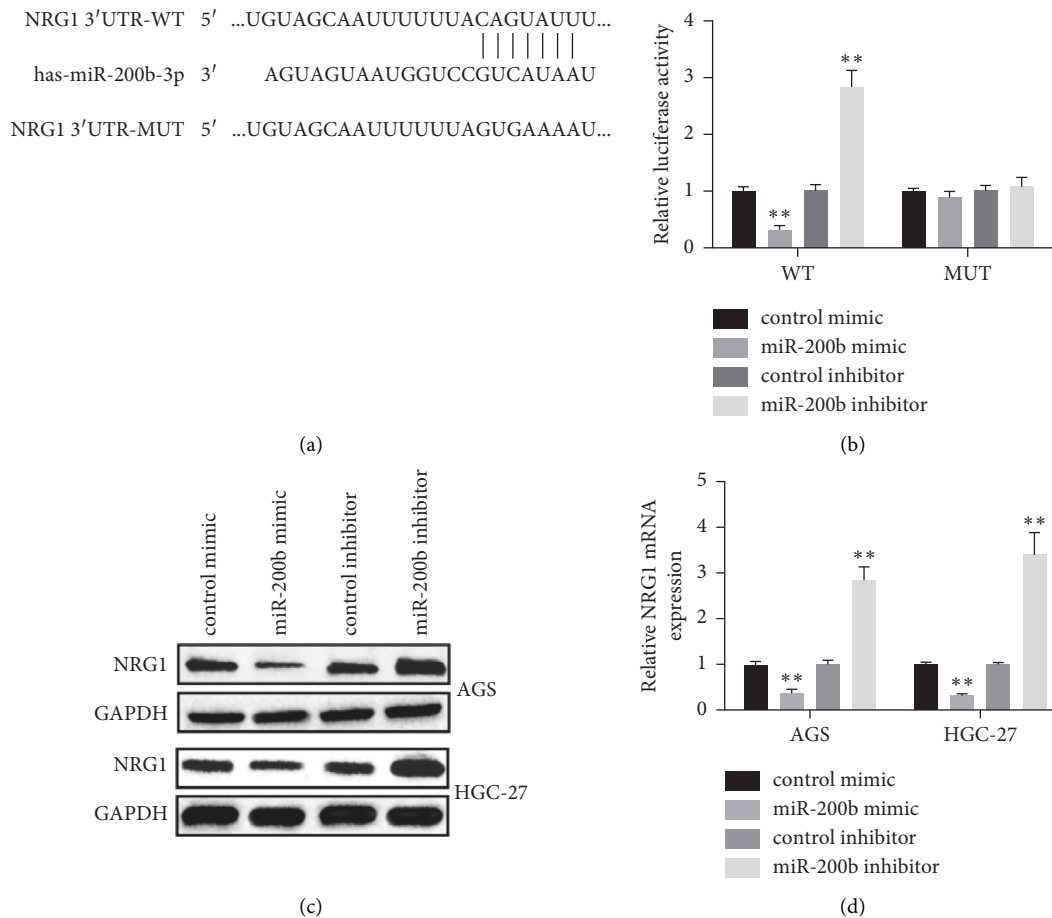 NRG1 3′UTR-WT 5′ ...UGUAGCAAUUUUUUACAGUAUUU...
has-miR-200b-3p 3′ AGUAGUAAUGGUCCGUCAUAAU
NRG1 3′UTR-MUT 5′ ...UGUAGCAAUUUUUUAGUGAAAAU...
(a)
Relative luciferase activity
4
3
2
1
0
**
**
WT
MUT
control mimic
miR-200b mimic
control inhibitor
miR-200b inhibitor
(b)
control mimic
miR-200b mimic
control inhibitor
miR-200b inhibitor
NRG1
GAPDH
AGS
NRG1
GAPDH
HGC-27
(c)
Relative NRG1 mRNA
expression
5
4
3
2
1
0
**
**
**
**
AGS
HGC-27
control mimic
miR-200b mimic
control inhibitor
miR-200b inhibitor
(d)